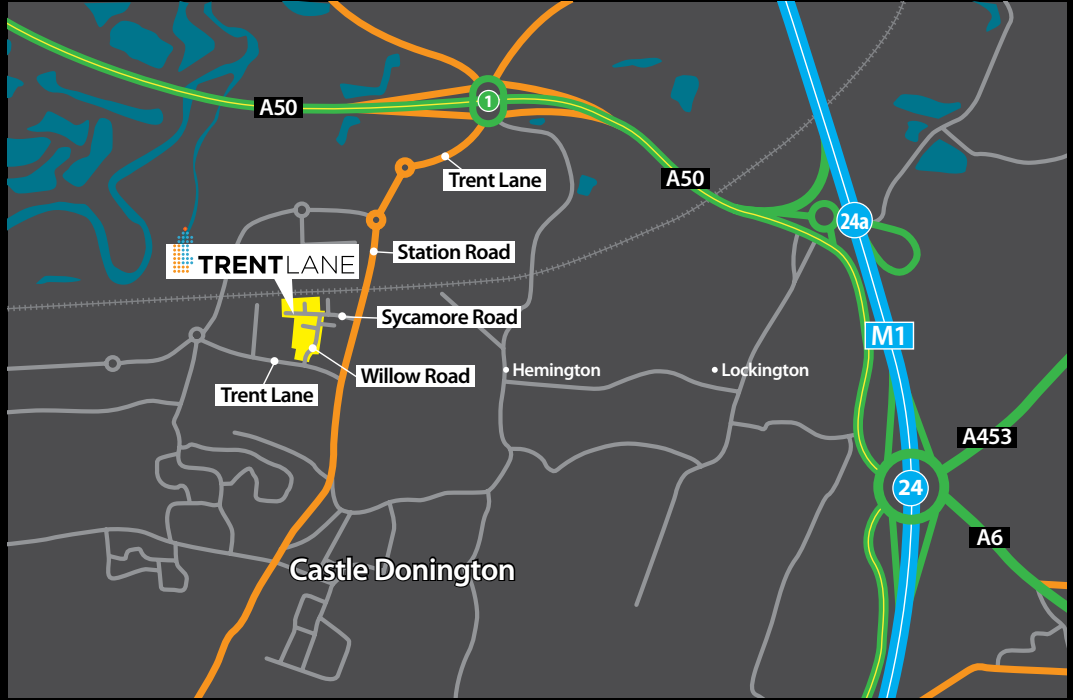 A50
1
Trent Lane
A50
24a
Station Road
TRENTLANE
Sycamore Road
M1
Willow Road
Hemington
Lockington
Trent Lane
A453
24
A6
Castle Donington